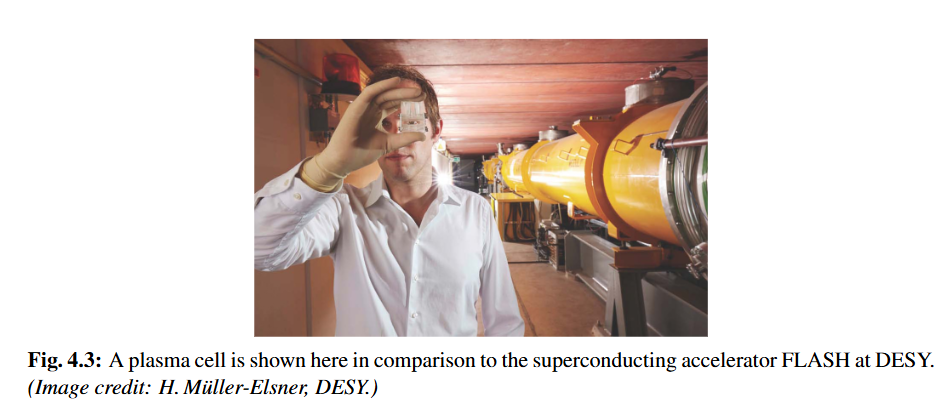 Fig. 4.3: A plasma cell is shown here in comparison to the superconducting accelerator FLASH at DESY.
(Image credit: H. Müller-Elsner, DESY.)